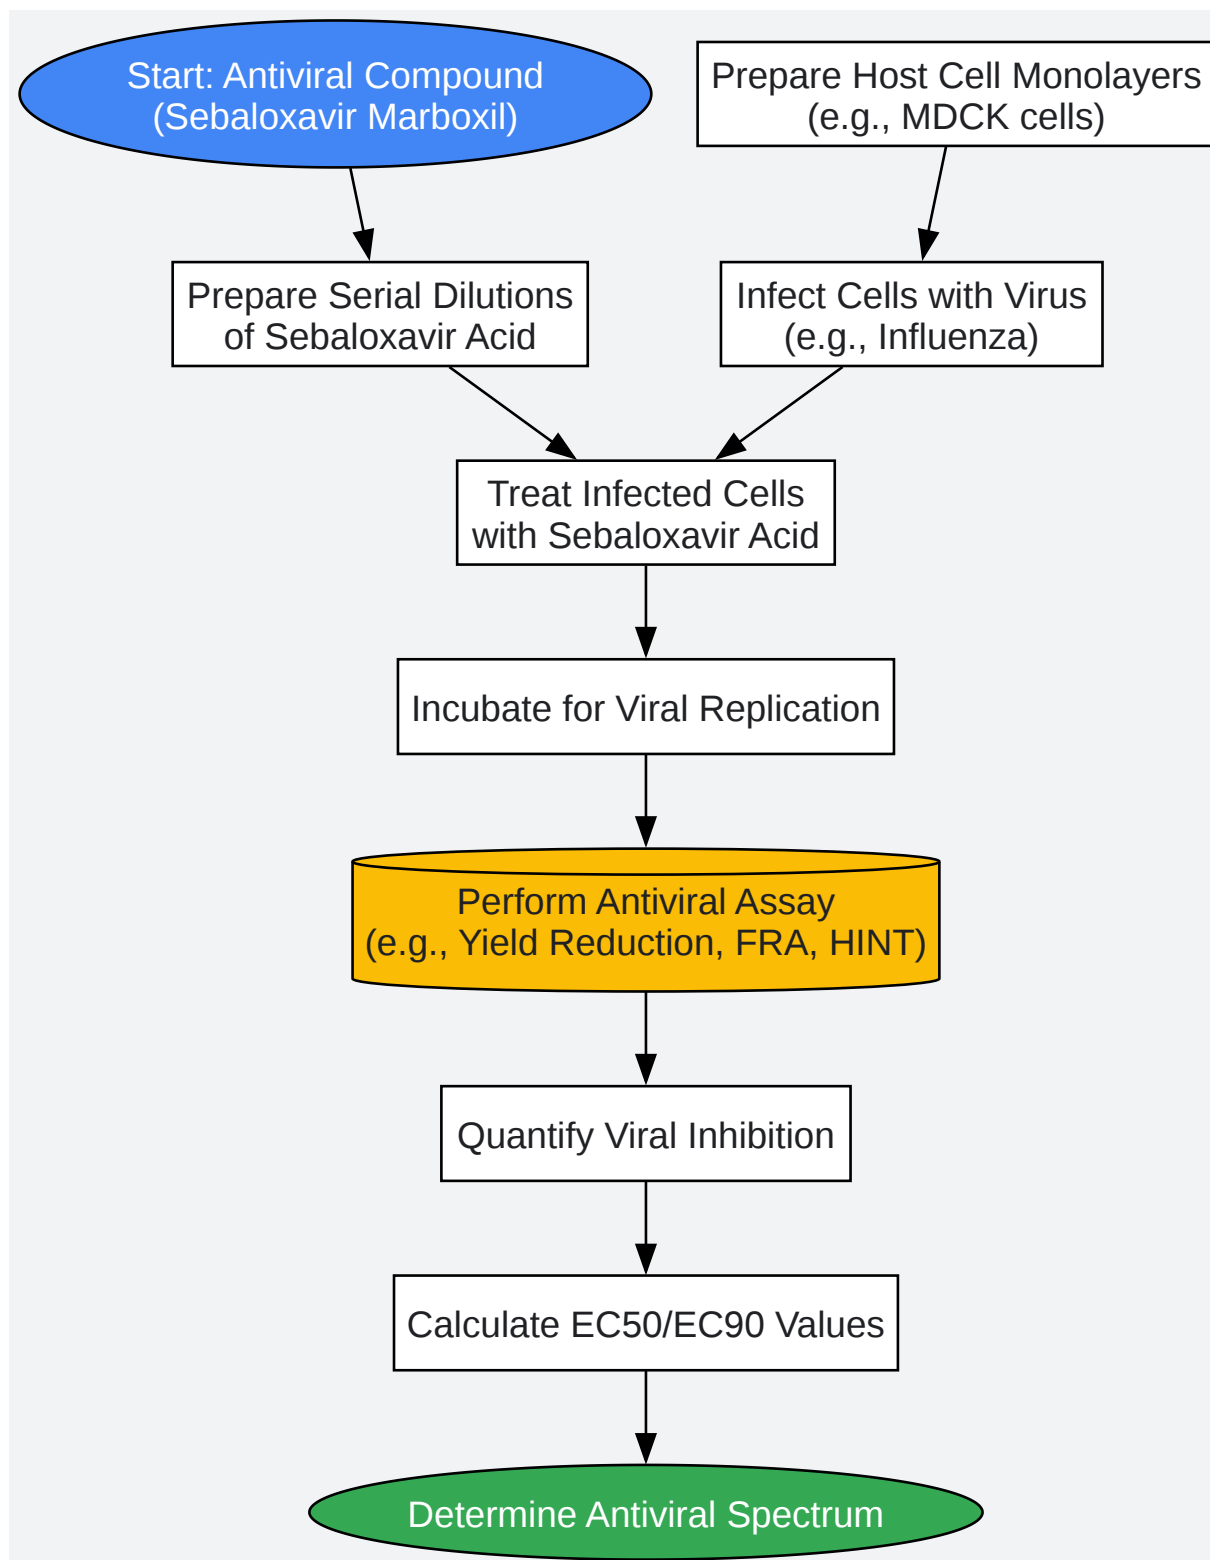 Start: Antiviral Compound
(Sebaloxavir Marboxil)
Prepare Host Cell Monolayers
(e.g., MDCK cells)
Prepare Serial Dilutions
of Sebaloxavir Acid
Infect Cells with Virus
(e.g., Influenza)
Treat Infected Cells
with Sebaloxavir Acid
Incubate for Viral Replication
Perform Antiviral Assay
(e.g., Yield Reduction, FRA, HINT)
Quantify Viral Inhibition
Calculate EC50/EC90 Values
Determine Antiviral Spectrum